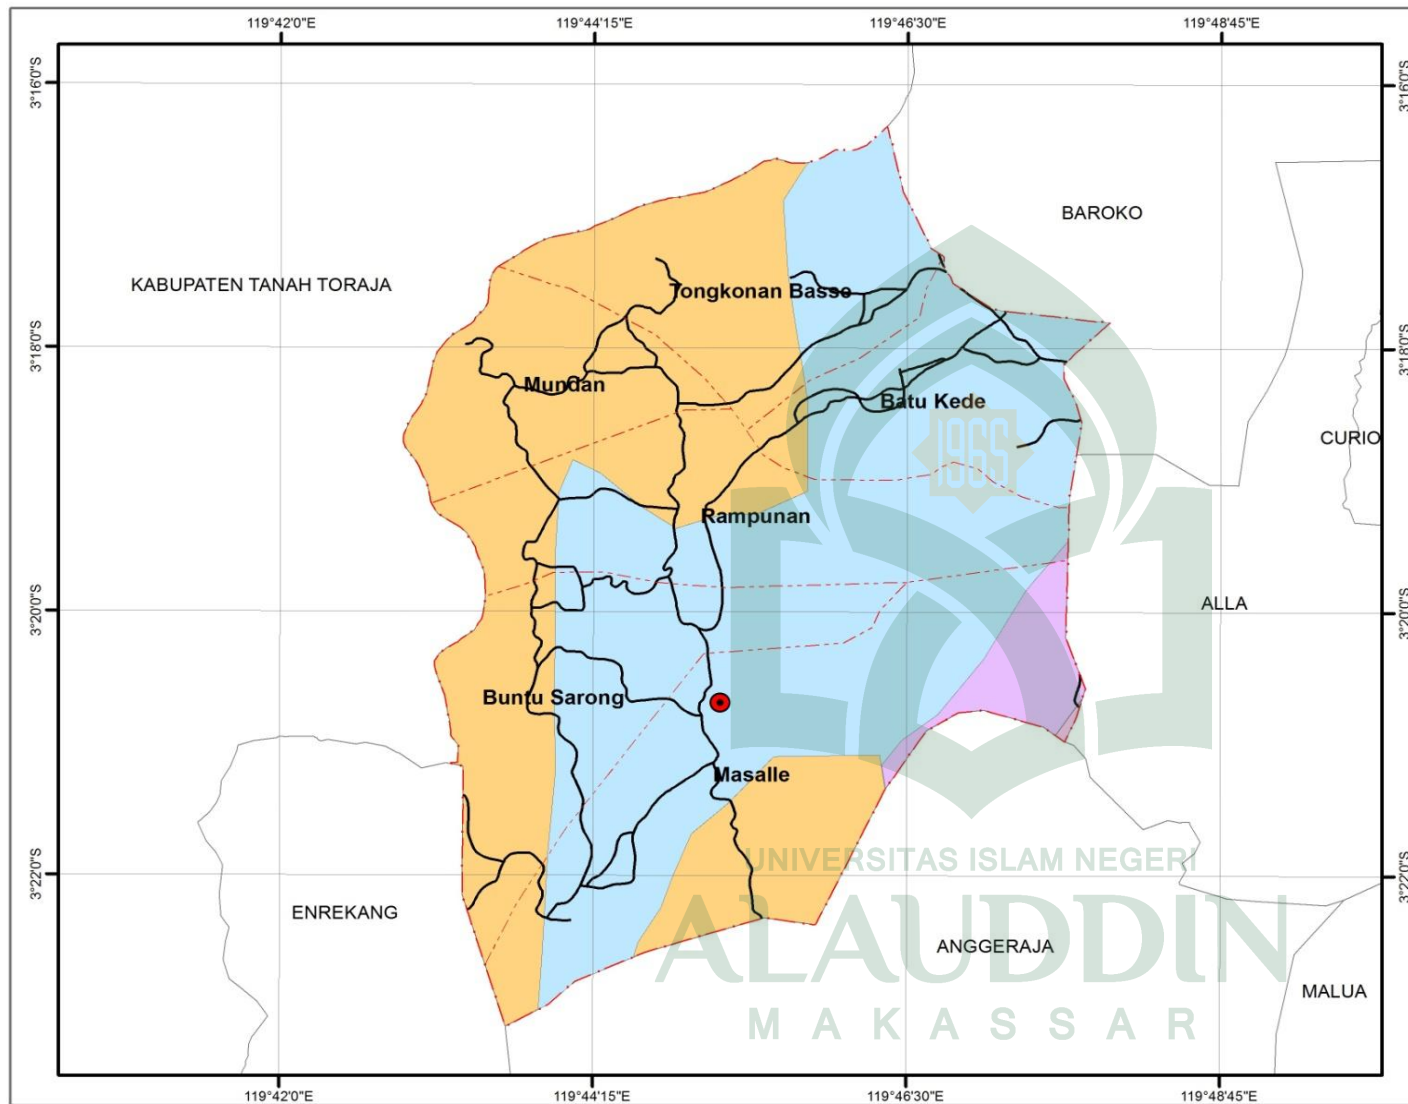 119°42'0"E
119°44'15"E
119°46'30"E
119°48'45"E
3°16'0"S
3°16'0"S
BAROKO
KABUPATEN TANAH TORAJA
Tongkonan Basse
3°18'0"S
3°18'0"S
Mundan
Batu Kede
1965
CURIO
Rampunan
3°20'0"S
3°20'0"S
ALLA
Buntu Sarong
Masalle
UNIVERSITAS ISLAM NEGERI
3°22'0"S
3°22'0"S
ENREKANG
ALAUDDIN
ANGGERAJA
MALUA
MAKASSAR
119°42'0"E
119°44'15"E
119°46'30"E
119°48'45"E